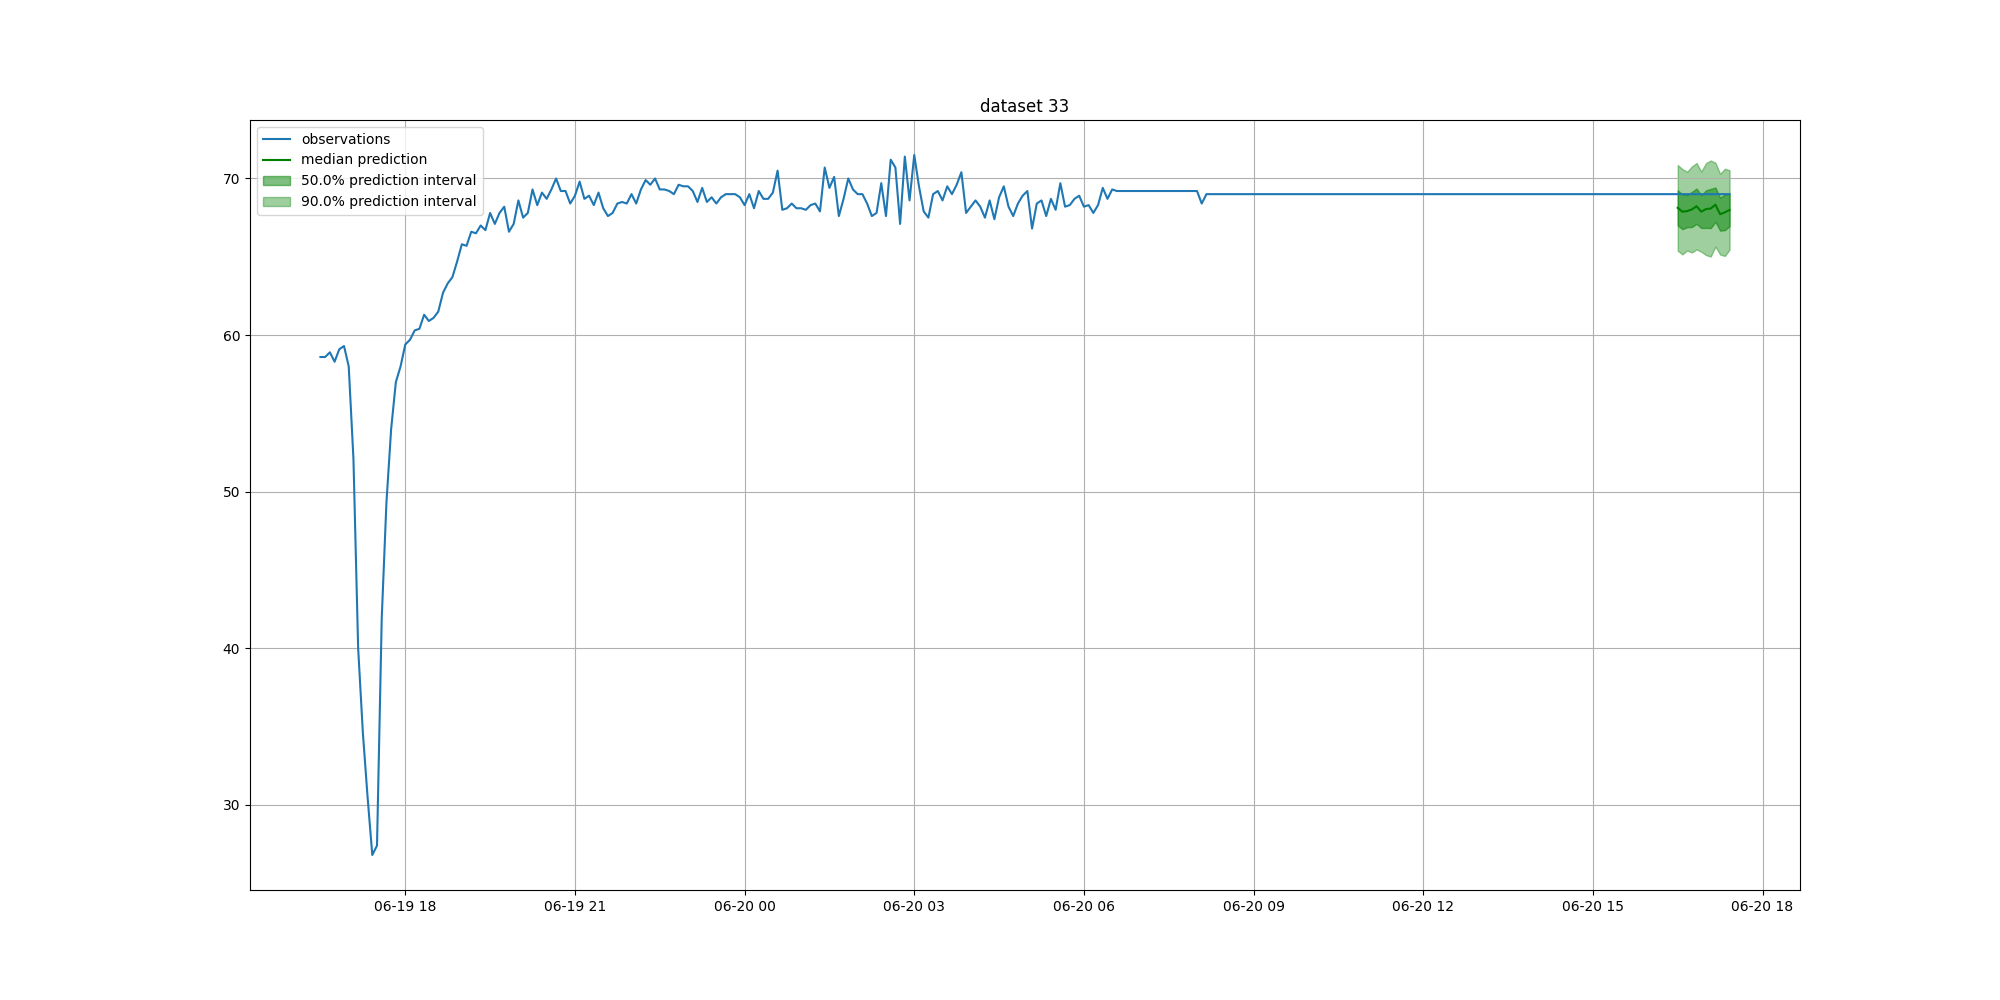 dataset 33
observations
median prediction
50.0% prediction interval
90.0% prediction interval
70
60
50
40
30
06-19 18
06-19 21
06-20 00
06-20 03
06-20 06
06-20 09
06-20 12
06-20 15
06-20 18